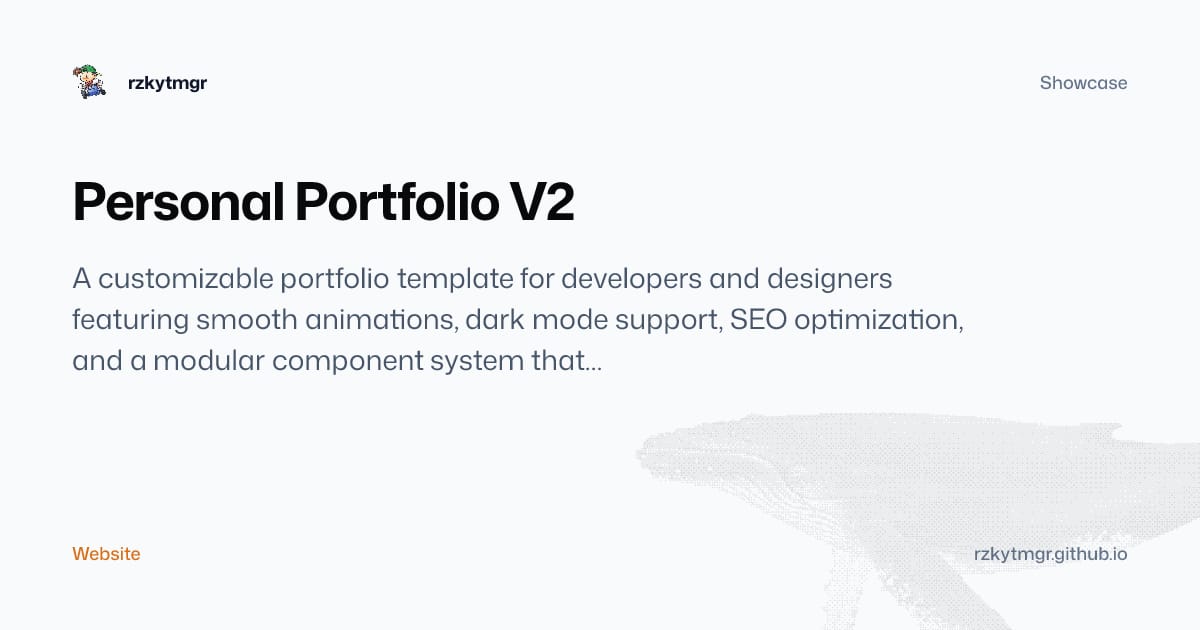 rzkytmgr
Showcase
Personal Portfolio V2
A customizable portfolio template for developers and designers
featuring smooth animations, dark mode support, SEO optimization,
and a modular component system that...
Website
rzkytmgr.github.io